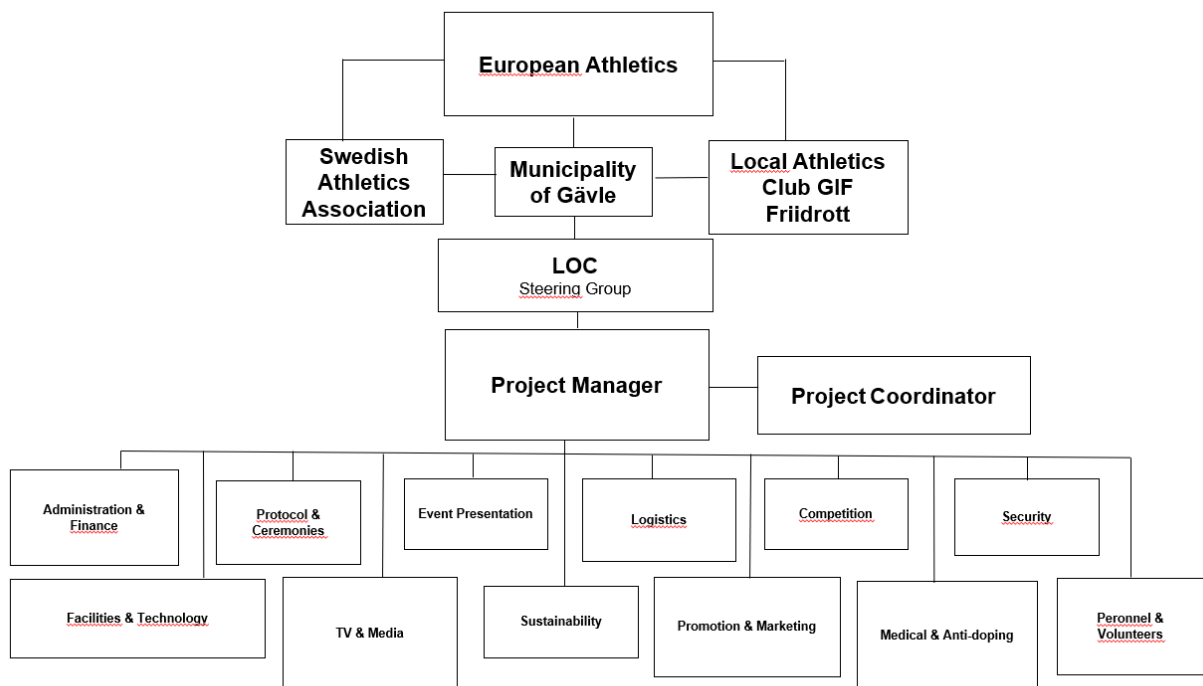 European Athletics
Swedish
Athletics
Association
Municipality
of Gävle
Local Athletics
Club GIF
Friidrott
LOC
Steering Group
Project Manager
Project Coordinator
Administration &
Finance
Protocol &
Ceremonies
Event Presentation
Logistics
Competition
Security
Facilities & Technology
TV & Media
Sustainability
Promotion & Marketing
Medical & Anti-doping
Peronnel &
Volunteers